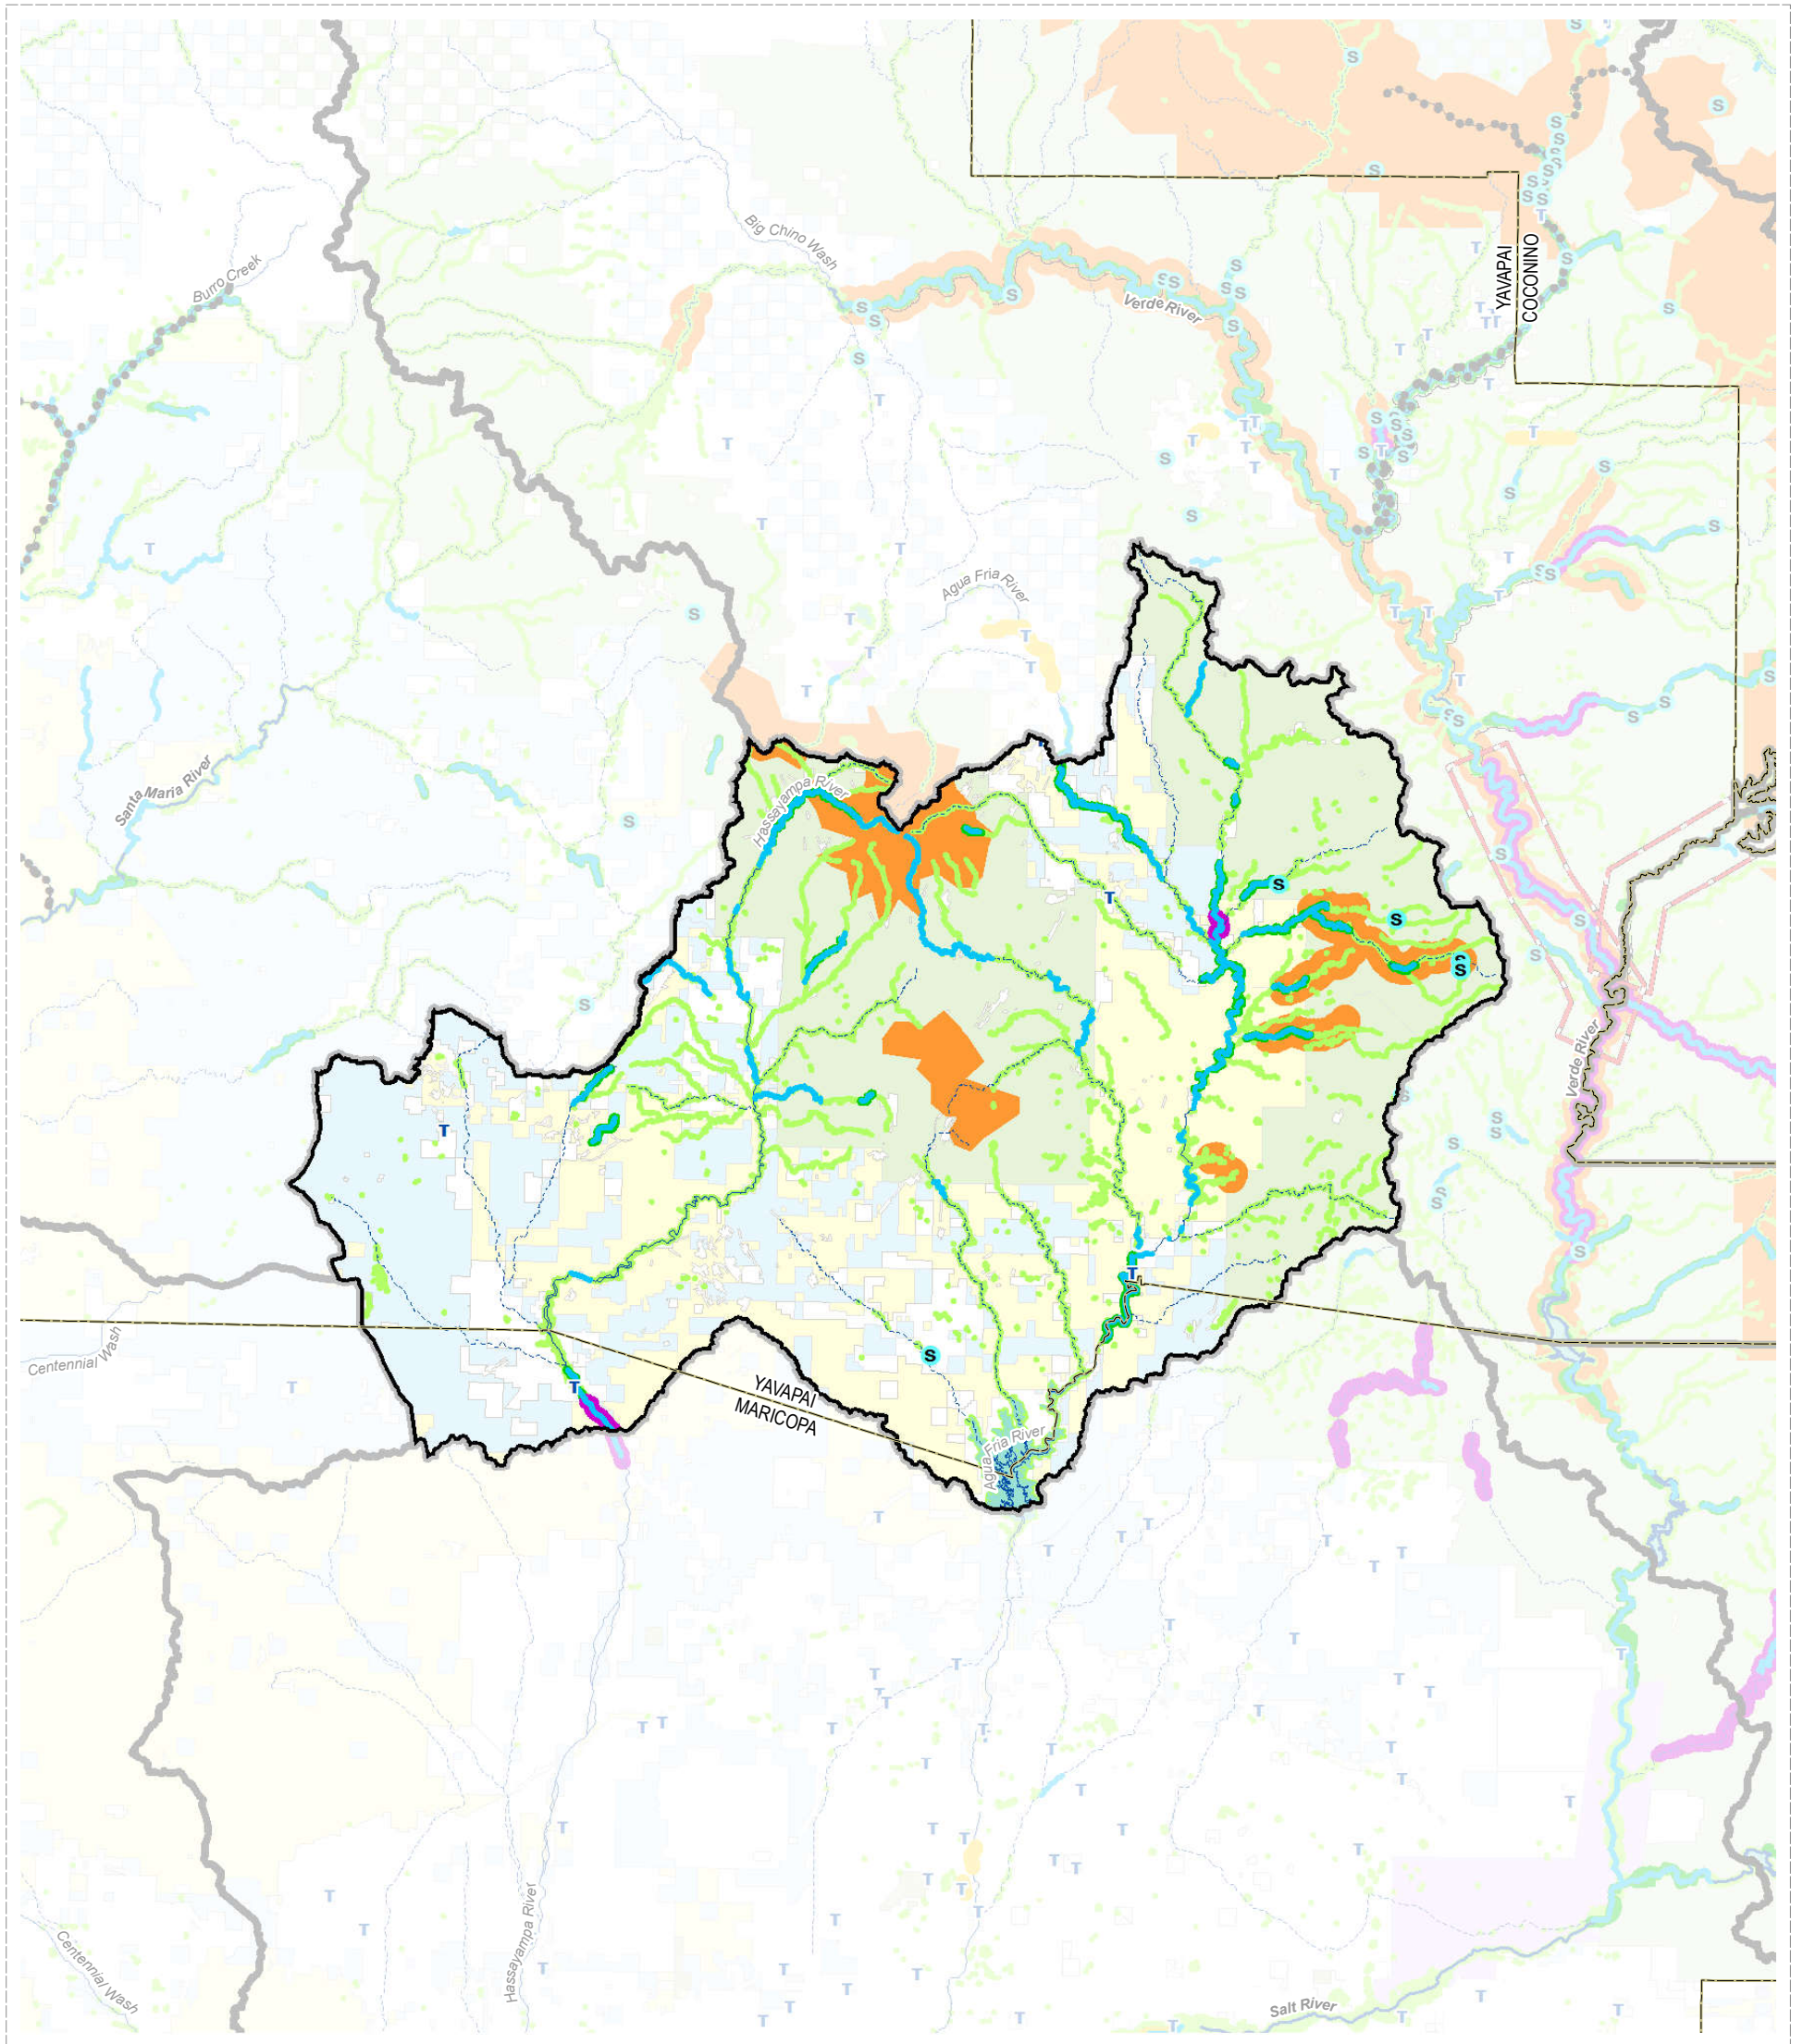 Big Chino Wash
YAVAPAI
COCONINO
Burro Creek
Verde River
Agua Fria River
Santa Maria River
Hassayampa River
Verde River
Centennial Wash
YAVAPAI
MARICOPA
Agua Fria River
Hassayampa River
Centennial Wash
Salt River